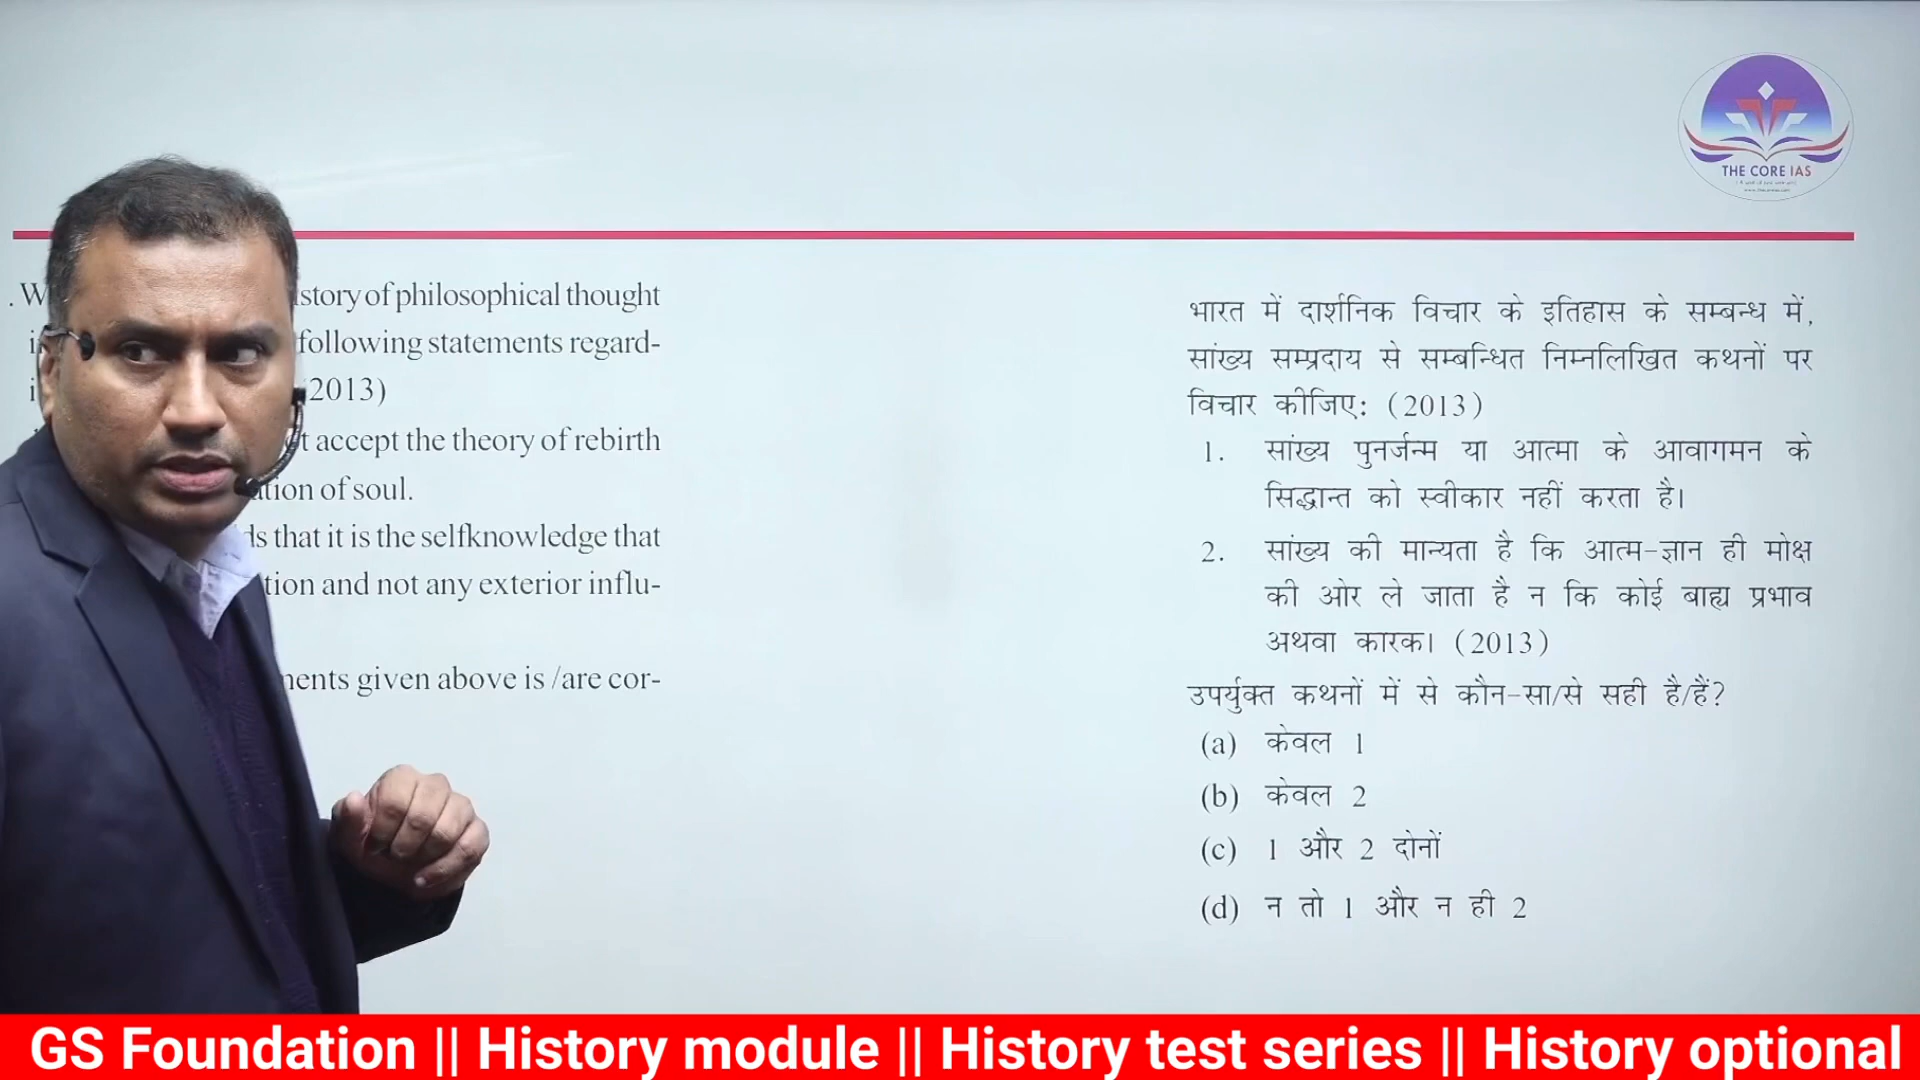 THE CORE IAS
. W
story of philosophical thought
following statements regard-
2013)
t accept the theory of rebirth
tion of soul.
s that it is the selfknowledge that
tion and not any exterior influ-
ments given above is /are cor-
भारत में दार्शनिक विचार के इतिहास के सम्बन्ध में,
सांख्य सम्प्रदाय से सम्बन्धित निम्नलिखित कथनों पर
विचार कीजिए: (2013)
1. सांख्य पुनर्जन्म या आत्मा के आवागमन के
सिद्धान्त को स्वीकार नहीं करता है।
2. सांख्य की मान्यता है कि आत्म-ज्ञान ही मोक्ष
की ओर ले जाता है न कि कोई बाह्य प्रभाव
अथवा कारक। (2013)
उपर्युक्त कथनों में से कौन-सा/से सही है/हैं?
(a) केवल 1
(b) केवल 2
(c) 1 और 2 दोनों
(d) न तो 1 और न ही 2
GS Foundation || History module || History test series || History optional